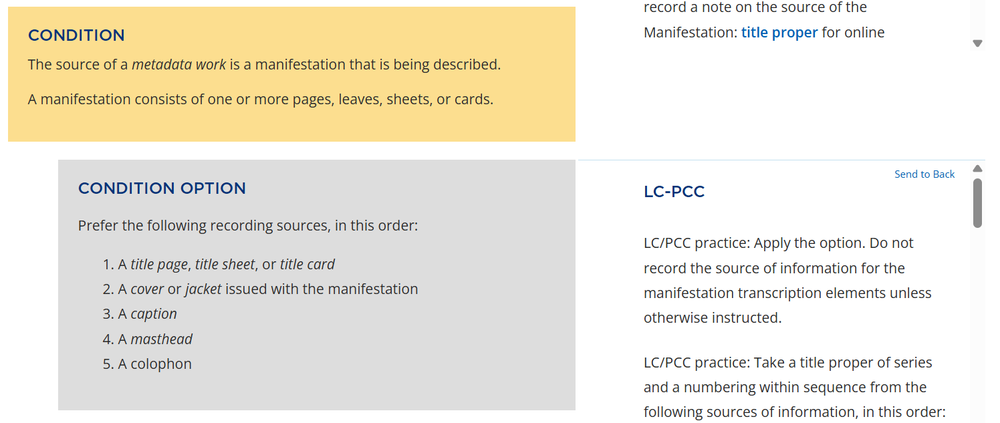 CONDITION
The source of a metadata work is a manifestation that is being described.
A manifestation consists of one or more pages, leaves, sheets, or cards.
record a note on the source of the
Manifestation: title proper for online
CONDITION OPTION
Prefer the following recording sources, in this order:
1. A title page, title sheet, or title card
2. A cover or jacket issued with the manifestation
3. A caption
4. A masthead
5. A colophon
Send to Back
LC-PCC
LC/PCC practice: Apply the option. Do not
record the source of information for the
manifestation transcription elements unless
otherwise instructed.
LC/PCC practice: Take a title proper of series
and a numbering within sequence from the
following sources of information, in this order: